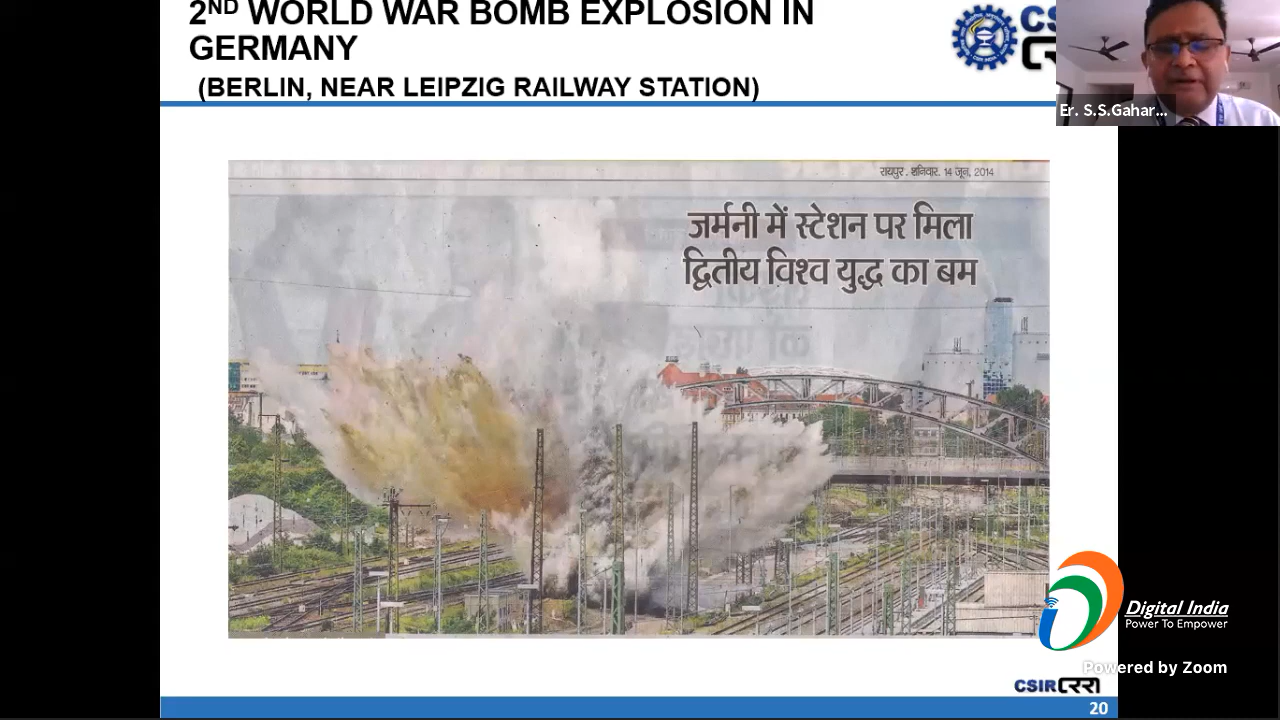 2ND WORLD WAR BOMB EXPLOSION IN
GERMANY
(BERLIN, NEAR LEIPZIG RAILWAY STATION)
CS
Er. S.S.Gahar...
रायपुर. शनिवार. 14 जून, 2014
जर्मनी में स्टेशन पर मिला
द्वितीय विश्व युद्ध का बम
Digital India
Power To Empower
Powered by Zoom
CSIR
20